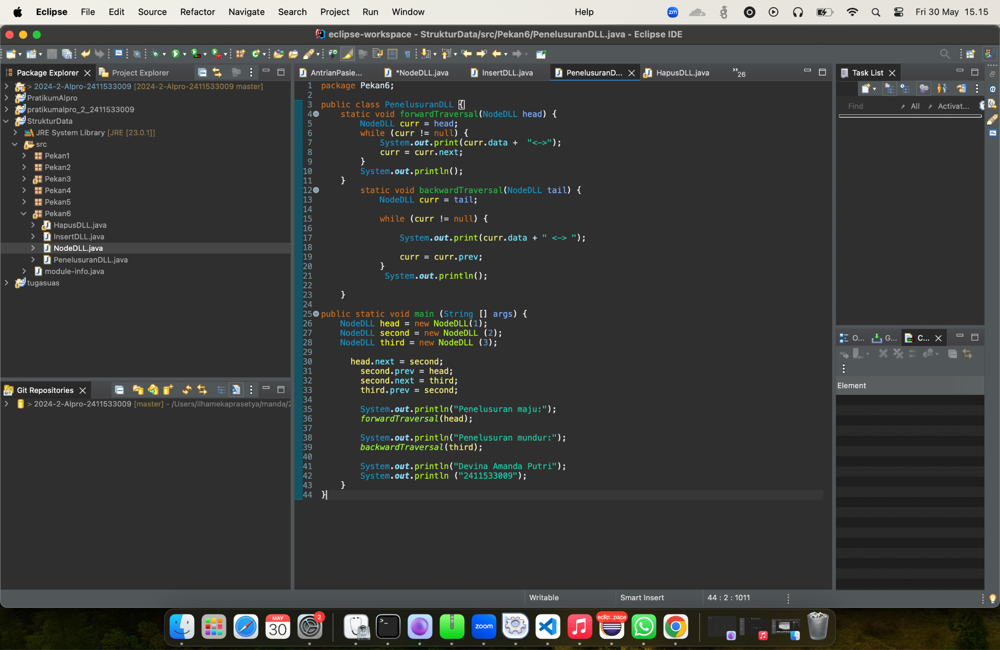 Eclipse File Edit Source Refactor Navigate Search Project Run Window Help zm Fri 30 May 15.15
eclipse-workspace - StrukturData/src/Pekan6/PenelusuranDLL.java - Eclipse IDE
Package Explorer Project Explorer
> 2024-2-Alpro-2411533009 [2024-2-Alpro-2411533009 master]
PratikumAlpro
pratikumalpro_2_2411533009
StrukturData
JRE System Library [JRE [23.0.1]]
src
Pekan1
Pekan2
Pekan3
Pekan4
Pekan5
Pekan6
HapusDLL.java
InsertDLL.java
NodeDLL.java
PenelusuranDLL.java
module-info.java
tugasuas
Git Repositories
> 2024-2-Alpro-2411533009 [master] - /Users/ilhamekaprasetya/manda/2
AntrianPasie... *NodeDLL.java InsertDLL.java PenelusuranD... HapusDLL.java »26
1 package Pekan6;
2
3 public class PenelusuranDLL {
4 static void forwardTraversal(NodeDLL head) {
5 NodeDLL curr = head;
6 while (curr != null) {
7 System.out.print(curr.data +  "<->");
8 curr = curr.next;
9 }
10 System.out.println();
11 }
12 static void backwardTraversal(NodeDLL tail) {
13 NodeDLL curr = tail;
14
15 while (curr != null) {
16
17 System.out.print(curr.data + " <-> ");
18
19 curr = curr.prev;
20 }
21 System.out.println();
22
23 }
24
25 public static void main (String [] args) {
26 NodeDLL head = new NodeDLL(1);
27 NodeDLL second = new NodeDLL (2);
28 NodeDLL third = new NodeDLL (3);
29
30 head.next = second;
31 second.prev = head;
32 second.next = third;
33 third.prev = second;
34
35 System.out.println("Penelusuran maju:");
36 forwardTraversal(head);
37
38 System.out.println("Penelusuran mundur:");
39 backwardTraversal(third);
40
41 System.out.println("Devina Amanda Putri");
42 System.out.println ("2411533009");
43 }
44 }
Task List
Find All Activat...
O... G... C...
Element
Writable Smart Insert 44 : 2 : 1011
MAY
30
2
zoom
eclip...pace